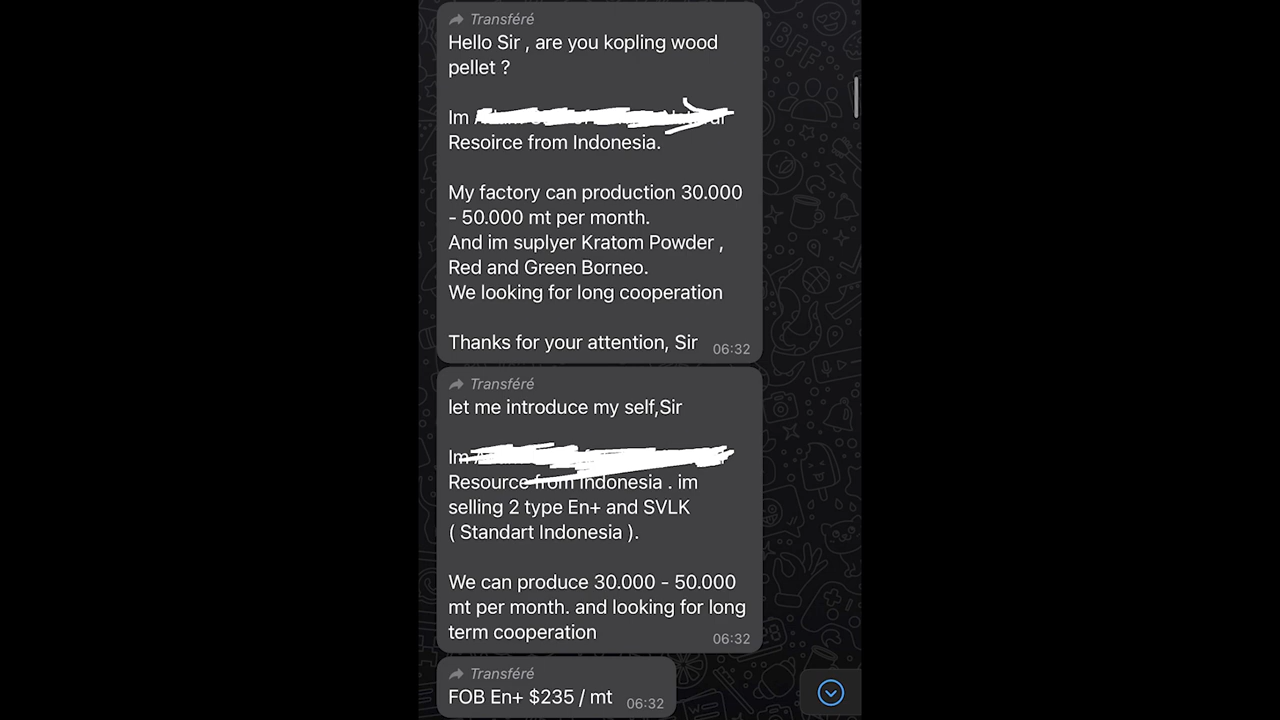 Transféré
Hello Sir , are you kopling wood
pellet ?
Im
Resoirce from Indonesia.
My factory can production 30.000
- 50.000 mt per month.
And im suplyer Kratom Powder ,
Red and Green Borneo.
We looking for long cooperation
Thanks for your attention, Sir 06:32
Transféré
let me introduce my self,Sir
Im
Resource from Indonesia . im
selling 2 type En+ and SVLK
( Standart Indonesia ).
We can produce 30.000 - 50.000
mt per month. and looking for long
term cooperation 06:32
Transféré
FOB En+ $235 / mt 06:32